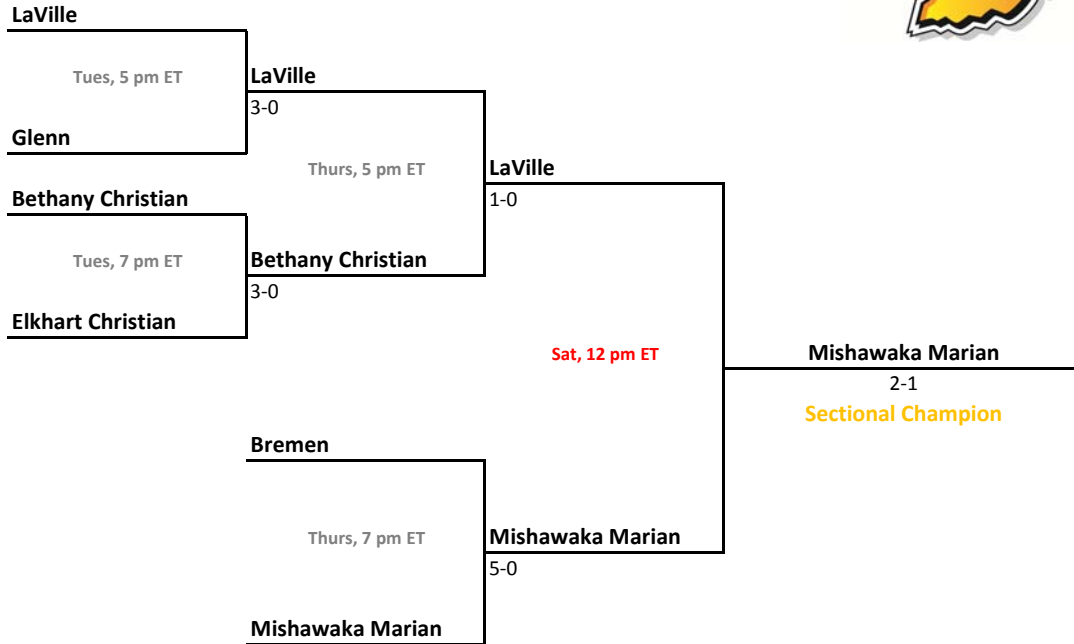 LaVille
Tues, 5 pm ET
LaVille
3-0
Glenn
Thurs, 5 pm ET
LaVille
1-0
Bethany Christian
Tues, 7 pm ET
Bethany Christian
3-0
Elkhart Christian
Sat, 12 pm ET
Mishawaka Marian
2-1
Sectional Champion
Bremen
Thurs, 7 pm ET
Mishawaka Marian
5-0
Mishawaka Marian